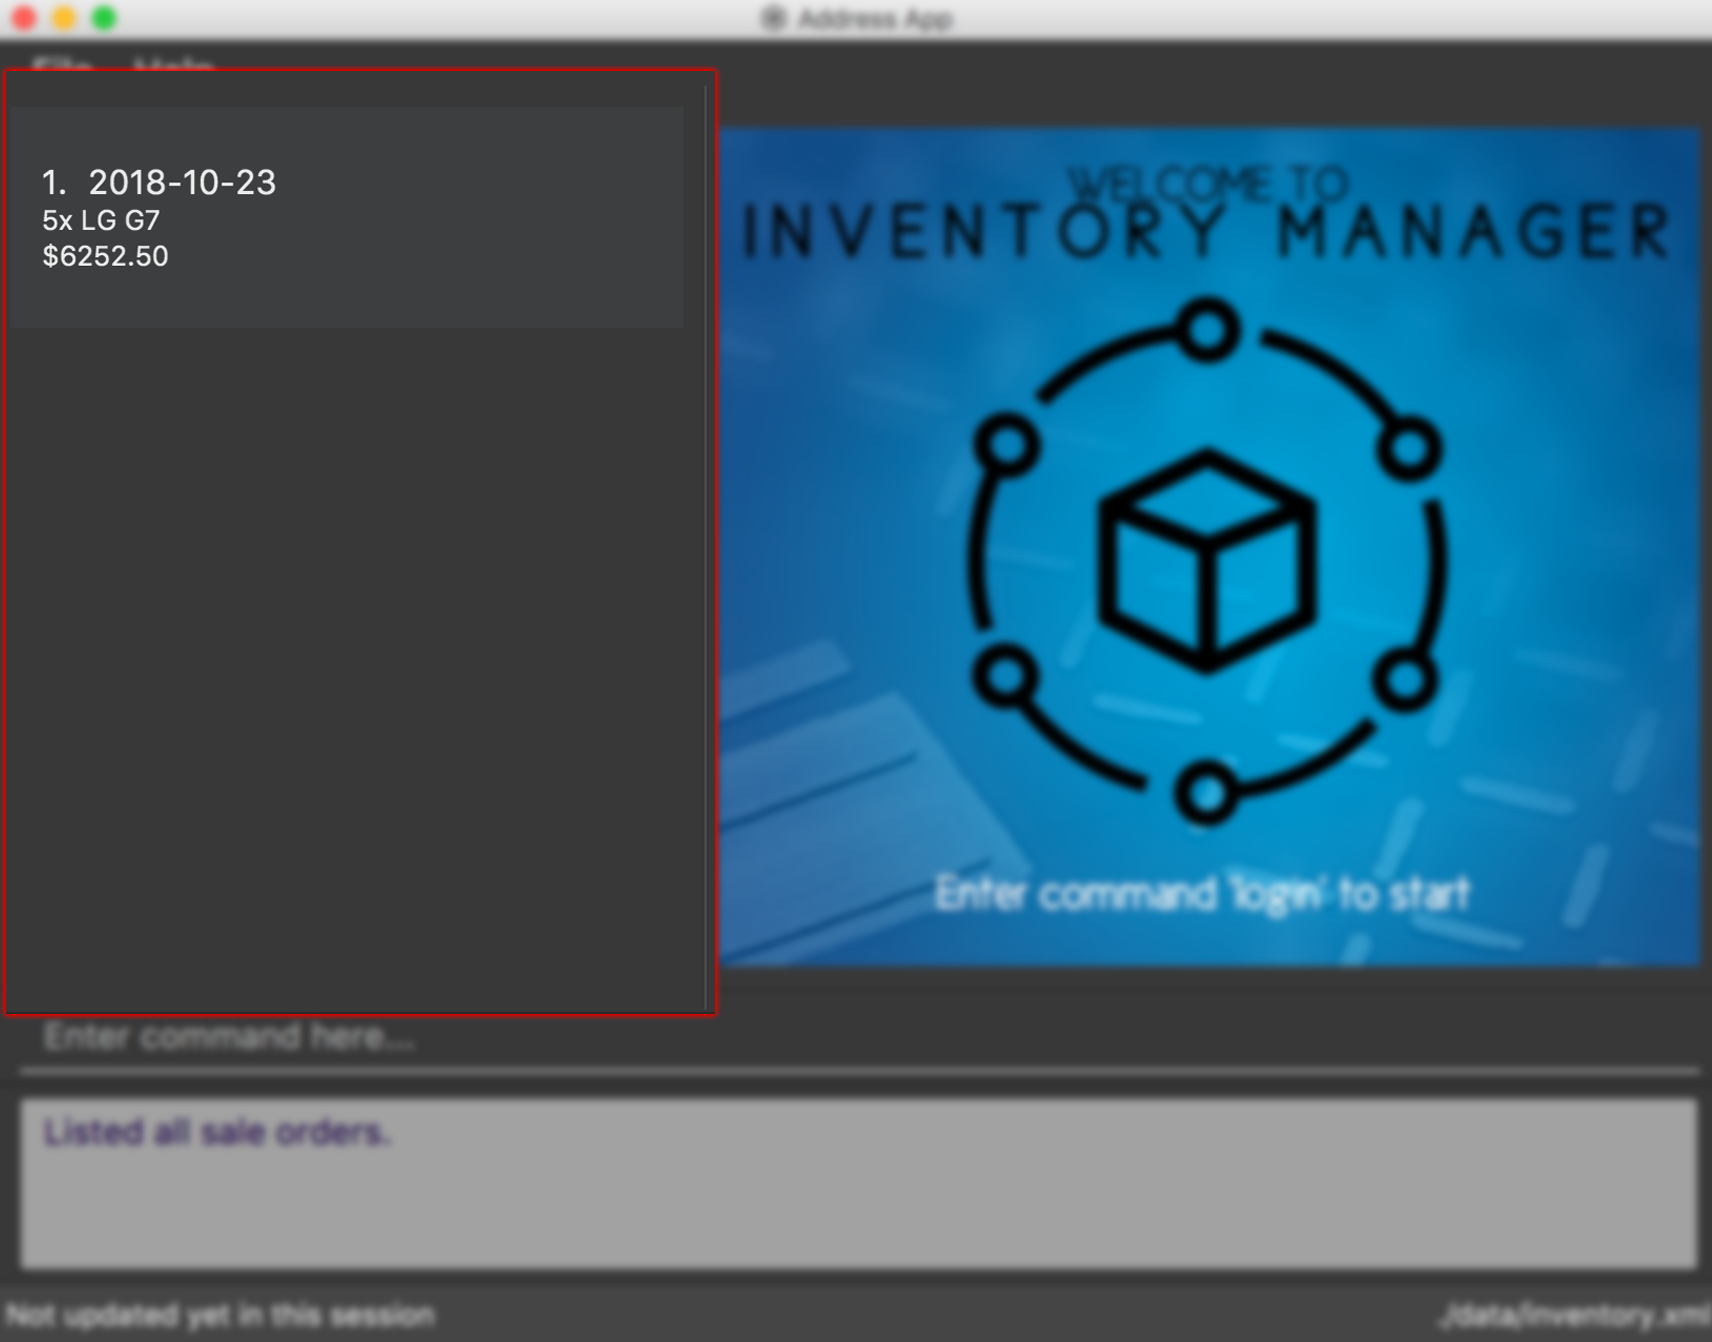 Address App
File Help
1. 2018-10-23
5x LG G7
$6252.50
WELCOME TO
INVENTORY MANAGER
Enter command 'login' to start
Enter command here...
Listed all sale orders.
Not updated yet in this session
./data/inventory.xml